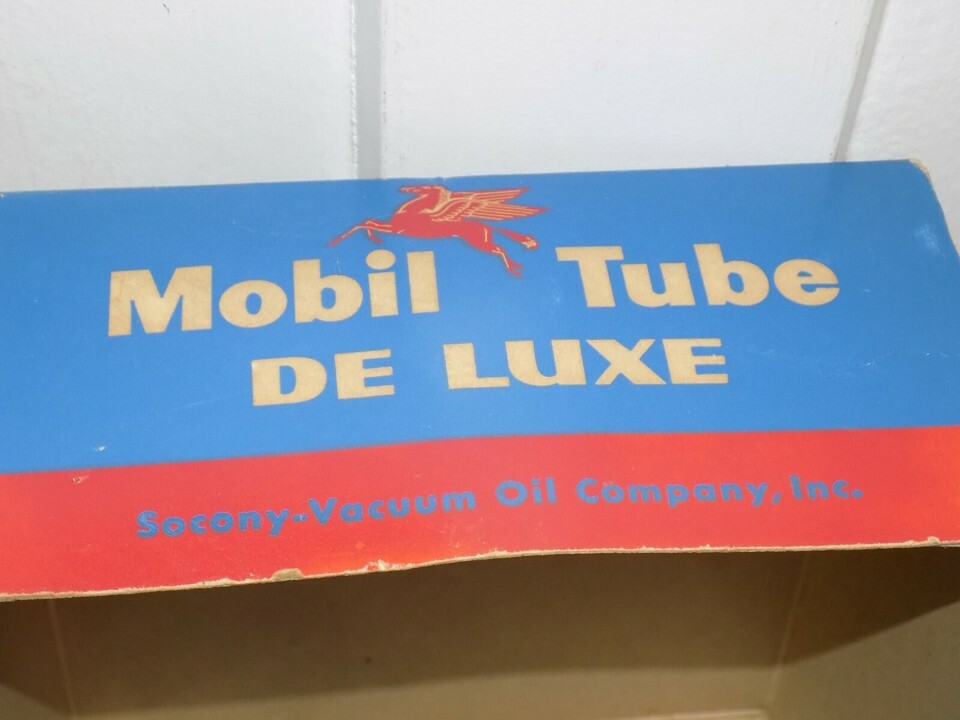 Mobil Tube
DE LUXE
Socony-Vacuum Oil Company, Inc.